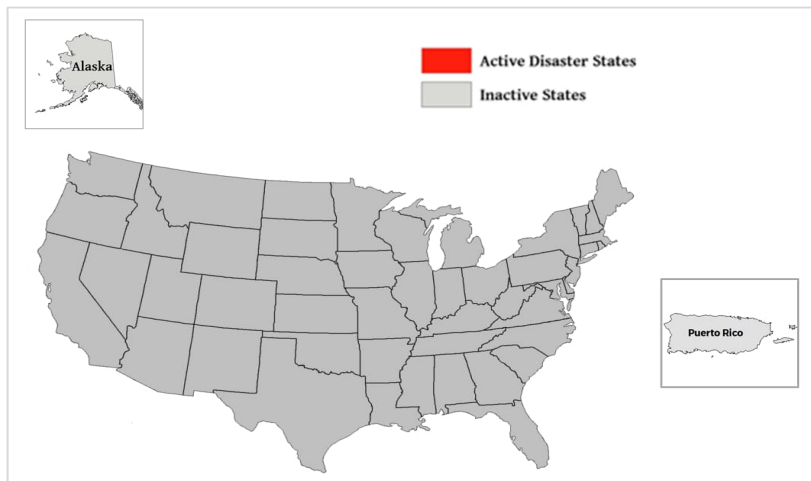 Alaska
Active Disaster States
Inactive States
Puerto Rico